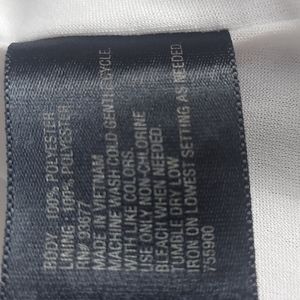 BODY: 100% POLYESTER
LINING: 100% POLYESTER
RN# 93677
MADE IN VIETNAM
MACHINE WASH COLD GENTLE CYCLE
WITH LIKE COLORS.
USE ONLY NON-CHLORINE
BLEACH WHEN NEEDED.
TUMBLE DRY LOW
IRON ON LOWEST SETTING AS NEEDED.
755900